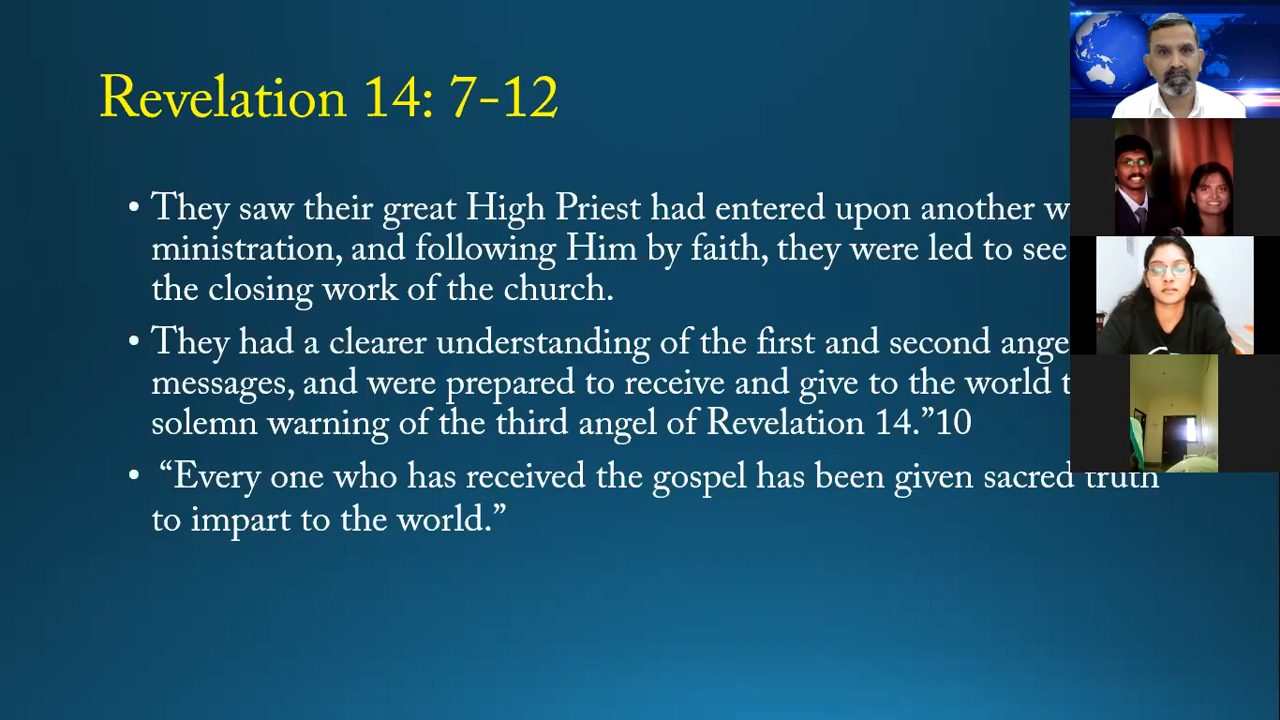 Revelation 14: 7-12
• They saw their great High Priest had entered upon another
ministration, and following Him by faith, they were led to see
the closing work of the church.
• They had a clearer understanding of the first and second
messages, and were prepared to receive and give to the world
solemn warning of the third angel of Revelation 14.”10
• “Every one who has received the gospel has been given sacred truth
to impart to the world.”